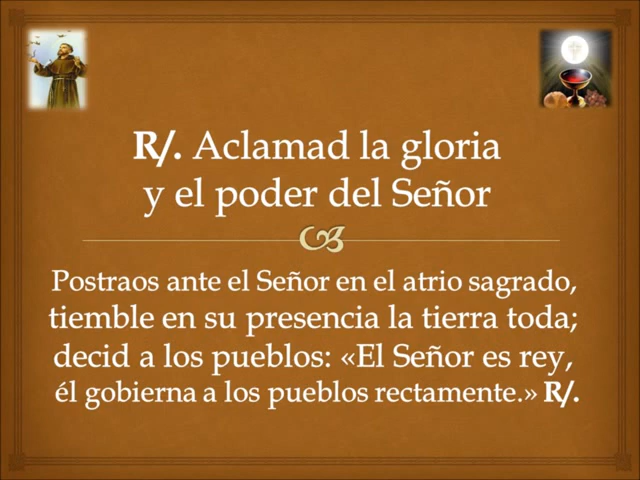 R/. Aclamad la gloria
y el poder del Señor
Postraos ante el Señor en el atrio sagrado,
tiemble en su presencia la tierra toda;
decid a los pueblos: «El Señor es rey,
él gobierna a los pueblos rectamente.» R/.